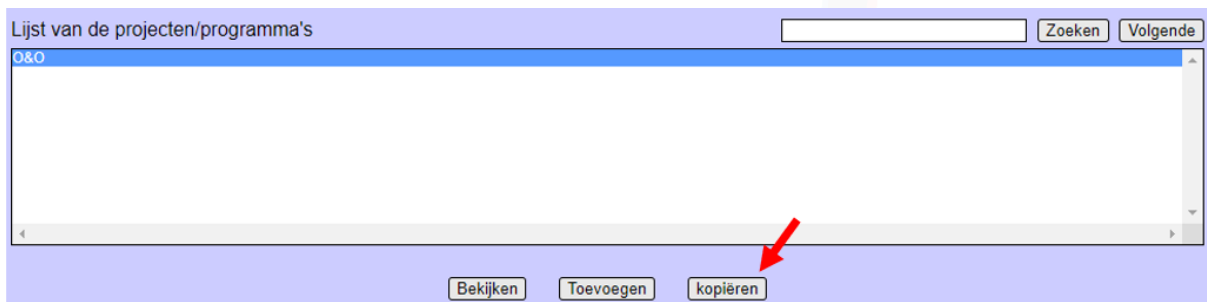 Lijst van de projecten/programma's
Zoeken
Volgende
O&O
Bekijken
Toevoegen
kopiëren